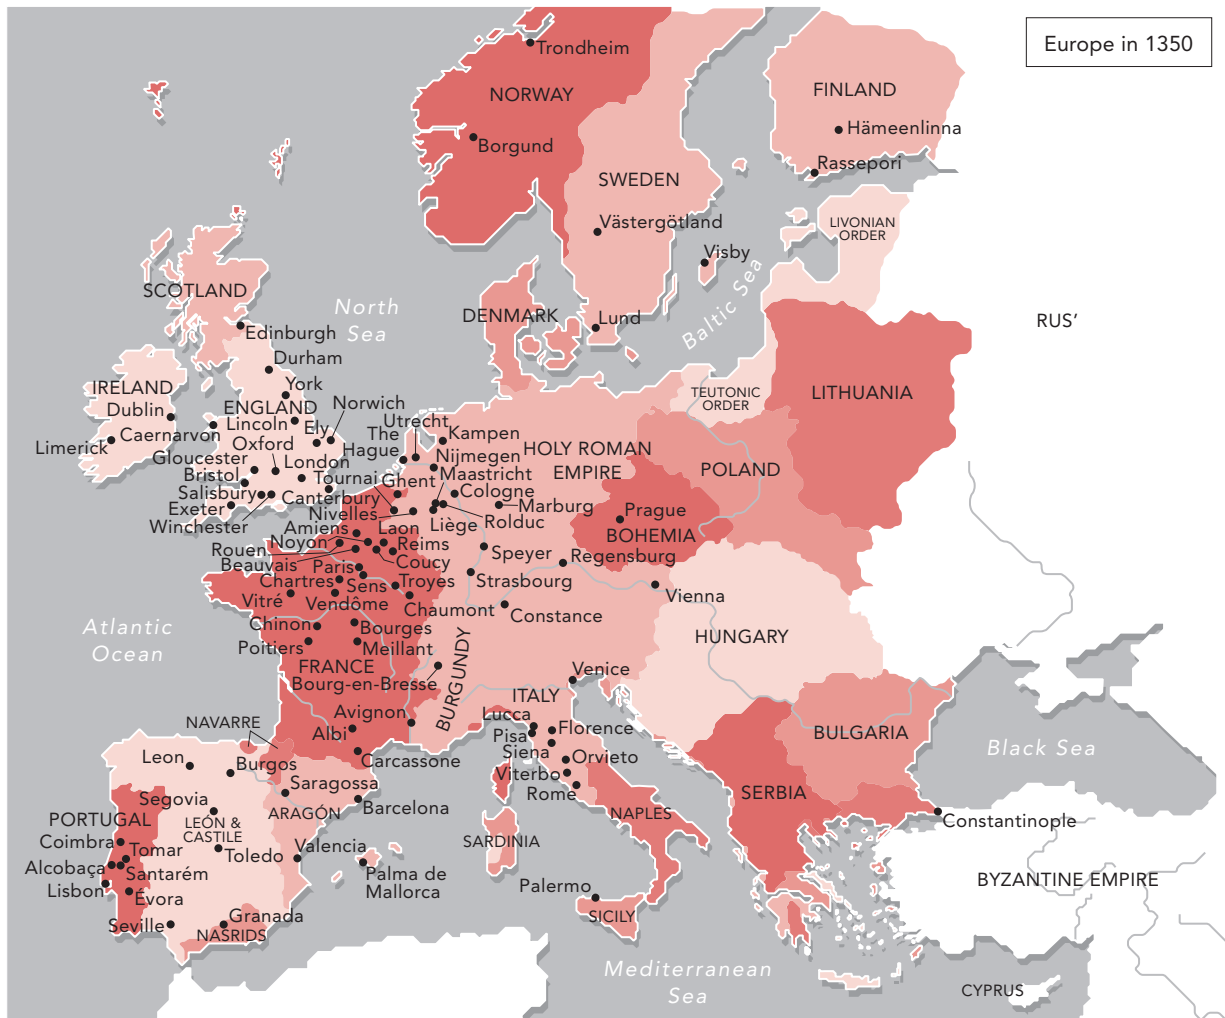 Europe in 1350
Trondheim
NORWAY
FINLAND
Hämeenlinna
Borgund
Rassepori
SWEDEN
Västergötland
LIVONIAN
ORDER
Visby
SCOTLAND
North
Sea
DENMARK
Lund
Baltic Sea
RUS’
Edinburgh
Durham
IRELAND
York
TEUTONIC
ORDER
LITHUANIA
Dublin
ENGLAND
Norwich
Lincoln
Ely
Utrecht
Limerick
Caernarvon
The
Hague
Kampen
Oxford
HOLY ROMAN
EMPIRE
Gloucester
London
Nijmegen
Bristol
Tournai
Ghent
Maastricht
POLAND
Salisbury
Canterbury
Cologne
Exeter
Nivelles
Marburg
Winchester
Liège
Rolduc
Prague
Amiens
Laon
BOHEMIA
Noyon
Reims
Rouen
Coucy
Speyer
Regensburg
Beauvais
Paris
Chartres
Sens
Troyes
Strasbourg
Vitré
Vendôme
Chaumont
Constance
Vienna
Atlantic
Ocean
Chinon
Bourges
Poitiers
Meillant
HUNGARY
FRANCE
BURGUNDY
Bourg-en-Bresse
Venice
ITALY
NAVARRE
Avignon
Lucca
Albi
Pisa
Florence
BULGARIA
Black Sea
Leon
Burgos
Carcassone
Siena
Orvieto
Saragossa
Viterbo
Segovia
Barcelona
Rome
SERBIA
PORTUGAL
LEÓN &
CASTILE
ARAGÓN
NAPLES
Constantinople
Coimbra
Valencia
SARDINIA
Tomar
Toledo
Alcobaça
Santarém
Palma de
Mallorca
BYZANTINE EMPIRE
Lisbon
Évora
Palermo
Seville
Granada
SICILY
NASRIDS
Mediterranean
Sea
CYPRUS